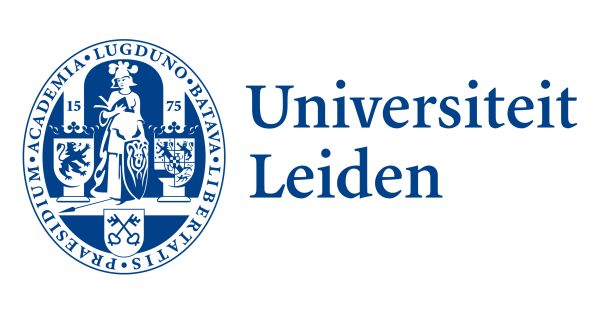 ACADEMIA · LUGDUNO · BATAVA · LIBERTATIS · PRAESIDIUM ·
15 75
Universiteit
Leiden